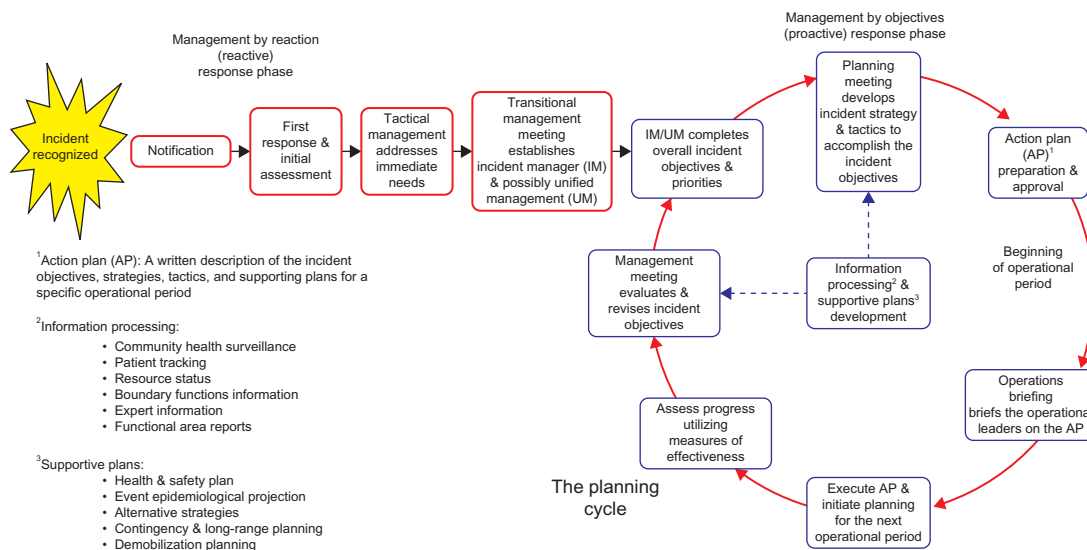 Management by reaction
(reactive)
response phase
Management by objectives
(proactive) response phase
Incident
recognized
Notification
First
response &
initial
assessment
Tactical
management
addresses
immediate
needs
Transitional
management
meeting
establishes
incident manager (IM)
& possibly unified
management (UM)
IM/UM completes
overall incident
objectives &
priorities
Planning
meeting
develops
incident strategy
& tactics to
accomplish the
incident
objectives
Action plan
(AP)¹
preparation &
approval
Beginning
of operational
period
Operations
briefing
briefs the operational
leaders on the AP
Execute AP &
initiate planning
for the next
operational period
Assess progress
utilizing
measures of
effectiveness
Management
meeting
evaluates &
revises incident
objectives
Information
processing² &
supportive plans³
development
The planning
cycle
¹Action plan (AP): A written description of the incident
objectives, strategies, tactics, and supporting plans for a
specific operational period
²Information processing:
• Community health surveillance
• Patient tracking
• Resource status
• Boundary functions information
• Expert information
• Functional area reports
³Supportive plans:
• Health & safety plan
• Event epidemiological projection
• Alternative strategies
• Contingency & long-range planning
• Demobilization planning